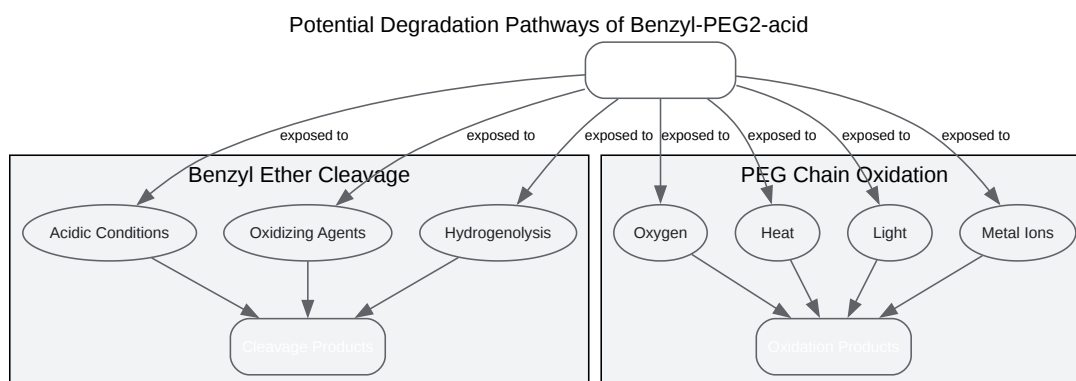 Potential Degradation Pathways of Benzyl-PEG2-acid
exposed to exposed to exposed to exposed to exposed to exposed to exposed to
Benzyl Ether Cleavage
PEG Chain Oxidation
Acidic Conditions
Oxidizing Agents
Hydrogenolysis
Oxygen
Heat
Light
Metal Ions
Cleavage Products
Oxidation Products